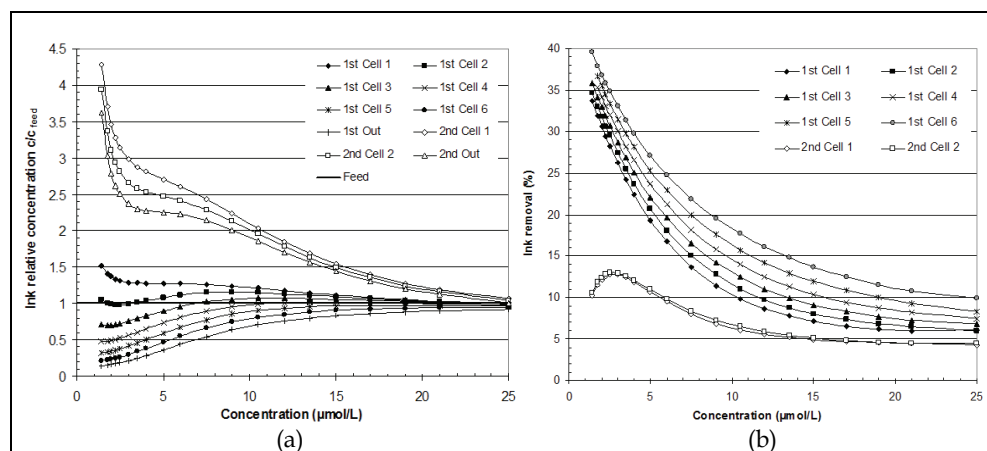 4.5
4
3.5
3
2.5
2
1.5
1
0.5
0
0 5 10 15 20 25
Ink relative concentration c/c feed
Concentration (µmol/L)
1st Cell 1 1st Cell 2
1st Cell 3 1st Cell 4
1st Cell 5 1st Cell 6
1st Out 2nd Cell 1
2nd Cell 2 2nd Out
Feed
(a)
40
35
30
25
20
15
10
5
0
0 5 10 15 20 25
Ink removal (%)
Concentration (µmol/L)
1st Cell 1 1st Cell 2
1st Cell 3 1st Cell 4
1st Cell 5 1st Cell 6
2nd Cell 1 2nd Cell 2
(b)